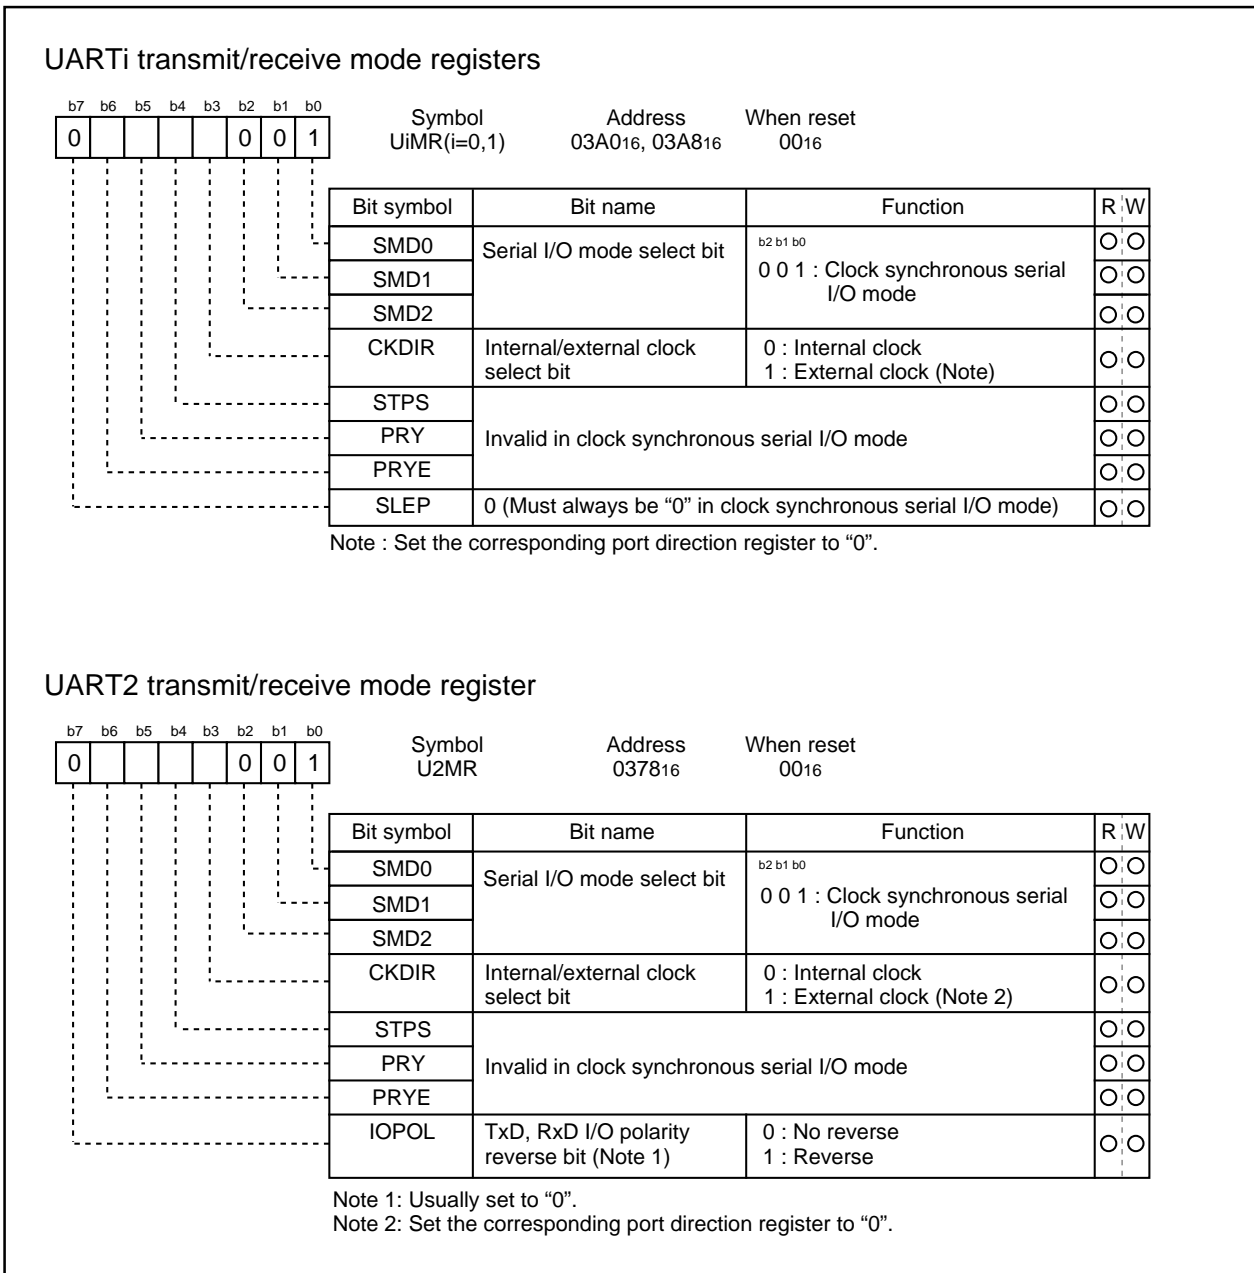 UARTi transmit/receive mode registers
b7 b6 b5 b4 b3 b2 b1 b0
0 0 0 1
Symbol Address When reset
UiMR(i=0,1) 03A016, 03A816 0016
Bit symbol Bit name Function R W
SMD0 Serial I/O mode select bit b2 b1 b0
SMD1 0 0 1 : Clock synchronous serial
I/O mode
SMD2
CKDIR Internal/external clock 0 : Internal clock
select bit 1 : External clock (Note)
STPS
PRY Invalid in clock synchronous serial I/O mode
PRYE
SLEP 0 (Must always be “0” in clock synchronous serial I/O mode)
Note : Set the corresponding port direction register to “0”.
UART2 transmit/receive mode register
b7 b6 b5 b4 b3 b2 b1 b0
0 0 0 1
Symbol Address When reset
U2MR 037816 0016
Bit symbol Bit name Function R W
SMD0 Serial I/O mode select bit b2 b1 b0
SMD1 0 0 1 : Clock synchronous serial
I/O mode
SMD2
CKDIR Internal/external clock 0 : Internal clock
select bit 1 : External clock (Note 2)
STPS
PRY Invalid in clock synchronous serial I/O mode
PRYE
IOPOL TxD, RxD I/O polarity 0 : No reverse
reverse bit (Note 1) 1 : Reverse
Note 1: Usually set to “0”.
Note 2: Set the corresponding port direction register to “0”.